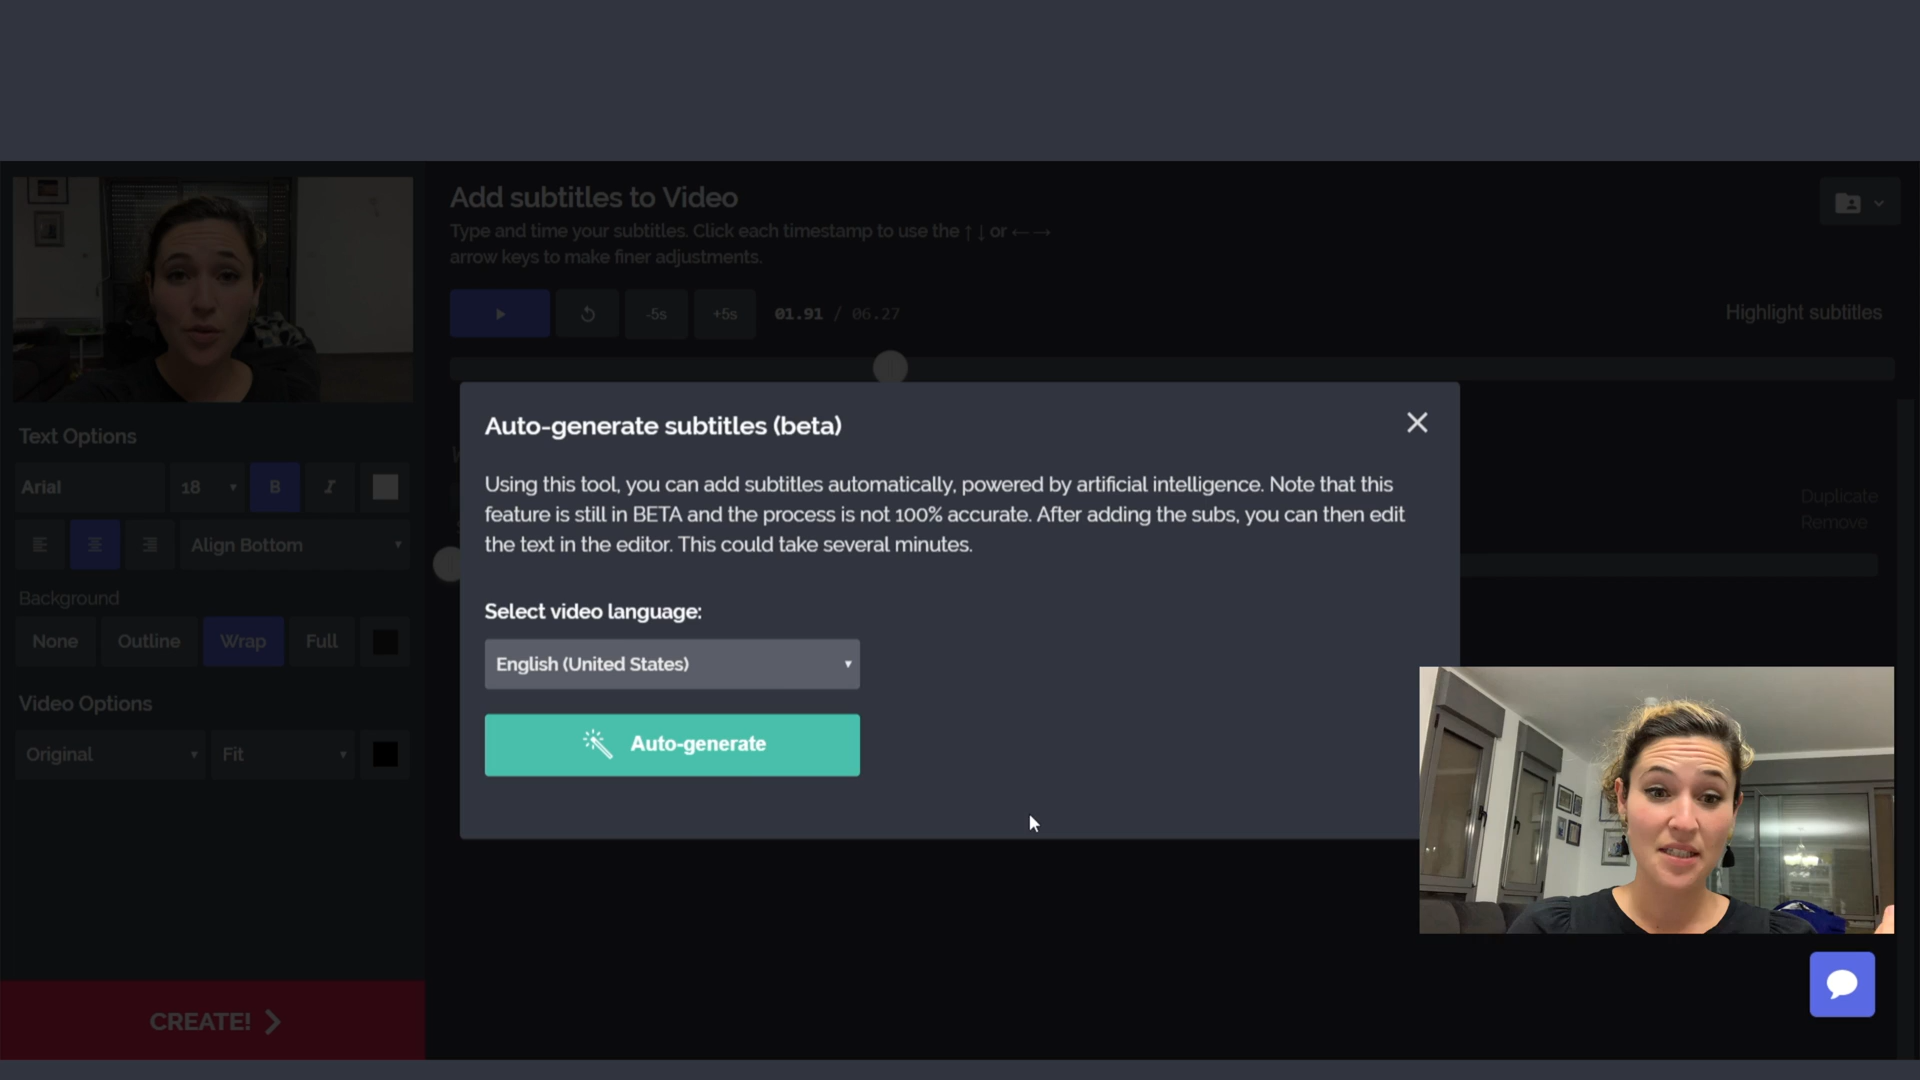 Add subtitles to Video
Type and time your subtitles. Click each timestamp to use the ↑ ↓ or ← →
arrow keys to make finer adjustments.
-5s
+5s
01.91 / 06.27
Highlight subtitles
Text Options
Arial
18
B
I
Align Bottom
Background
None
Outline
Wrap
Full
Video Options
Original
Fit
CREATE!
Auto-generate subtitles (beta)
Using this tool, you can add subtitles automatically, powered by artificial intelligence. Note that this
feature is still in BETA and the process is not 100% accurate. After adding the subs, you can then edit
the text in the editor. This could take several minutes.
Select video language:
English (United States)
Auto-generate
Duplicate
Remove